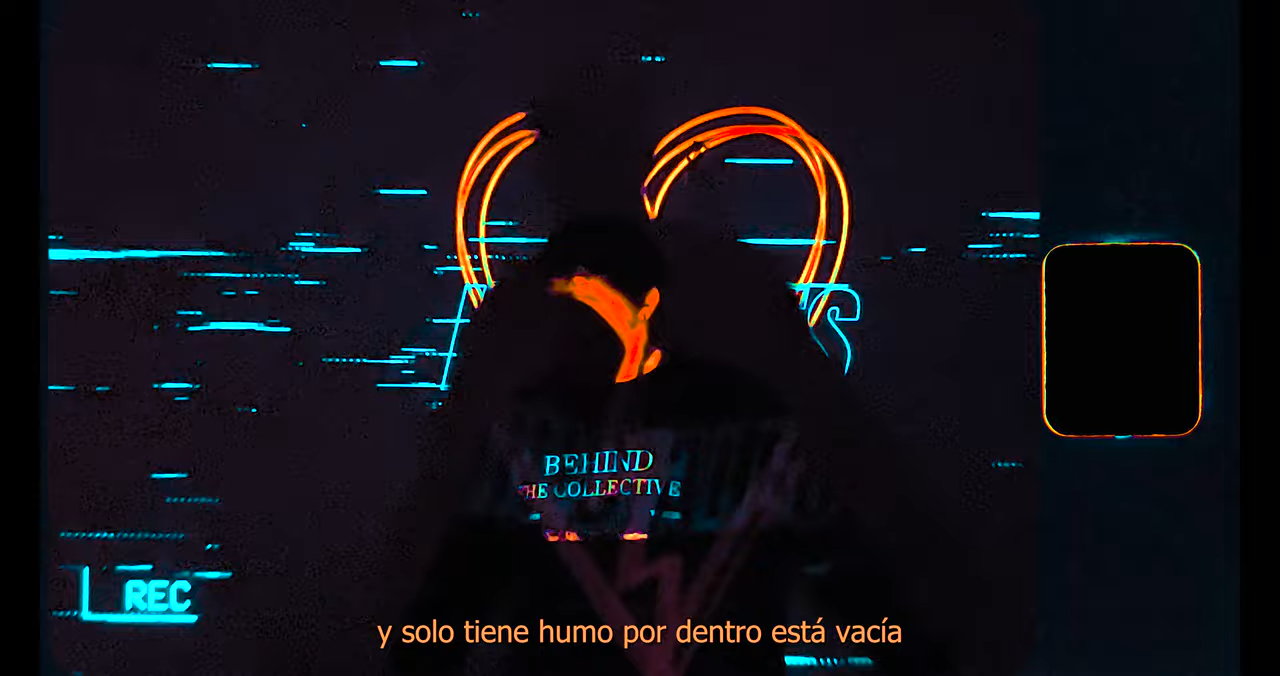 BEHIND
THE COLLECTIVE
REC
y solo tiene humo por dentro está vacía